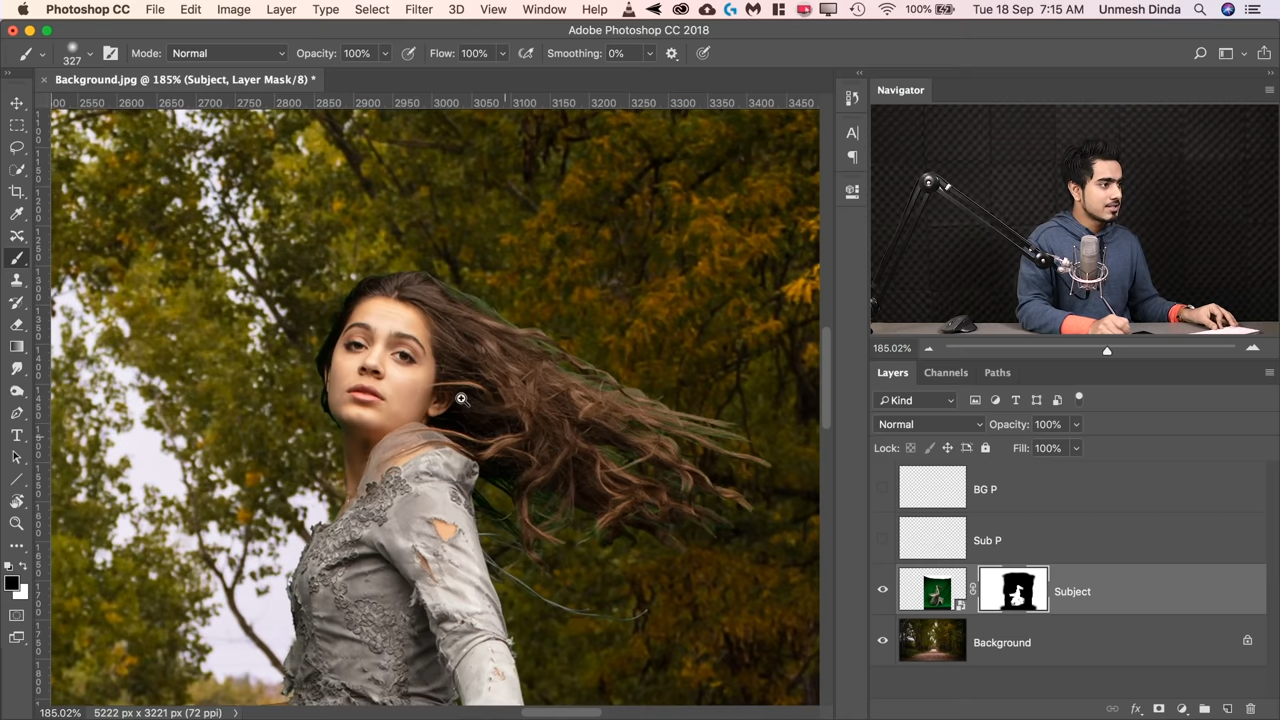 Photoshop CC File Edit Image Layer Type Select Filter 3D View Window Help 100% Tue 18 Sep 7:15 AM Unmesh Dinda
Adobe Photoshop CC 2018
327 Mode: Normal Opacity: 100% Flow: 100% Smoothing: 0%
Background.jpg @ 185% (Subject, Layer Mask/8) *
00 2550 2600 2650 2700 2750 2800 2850 2900 2950 3000 3050 3100 3150 3200 3250 3300 3350 3400 3450
Navigator
185.02%
Layers Channels Paths
Kind
Normal Opacity: 100%
Lock: Fill: 100%
BG P
Sub P
Subject
Background
185.02% 5222 px x 3221 px (72 ppi)